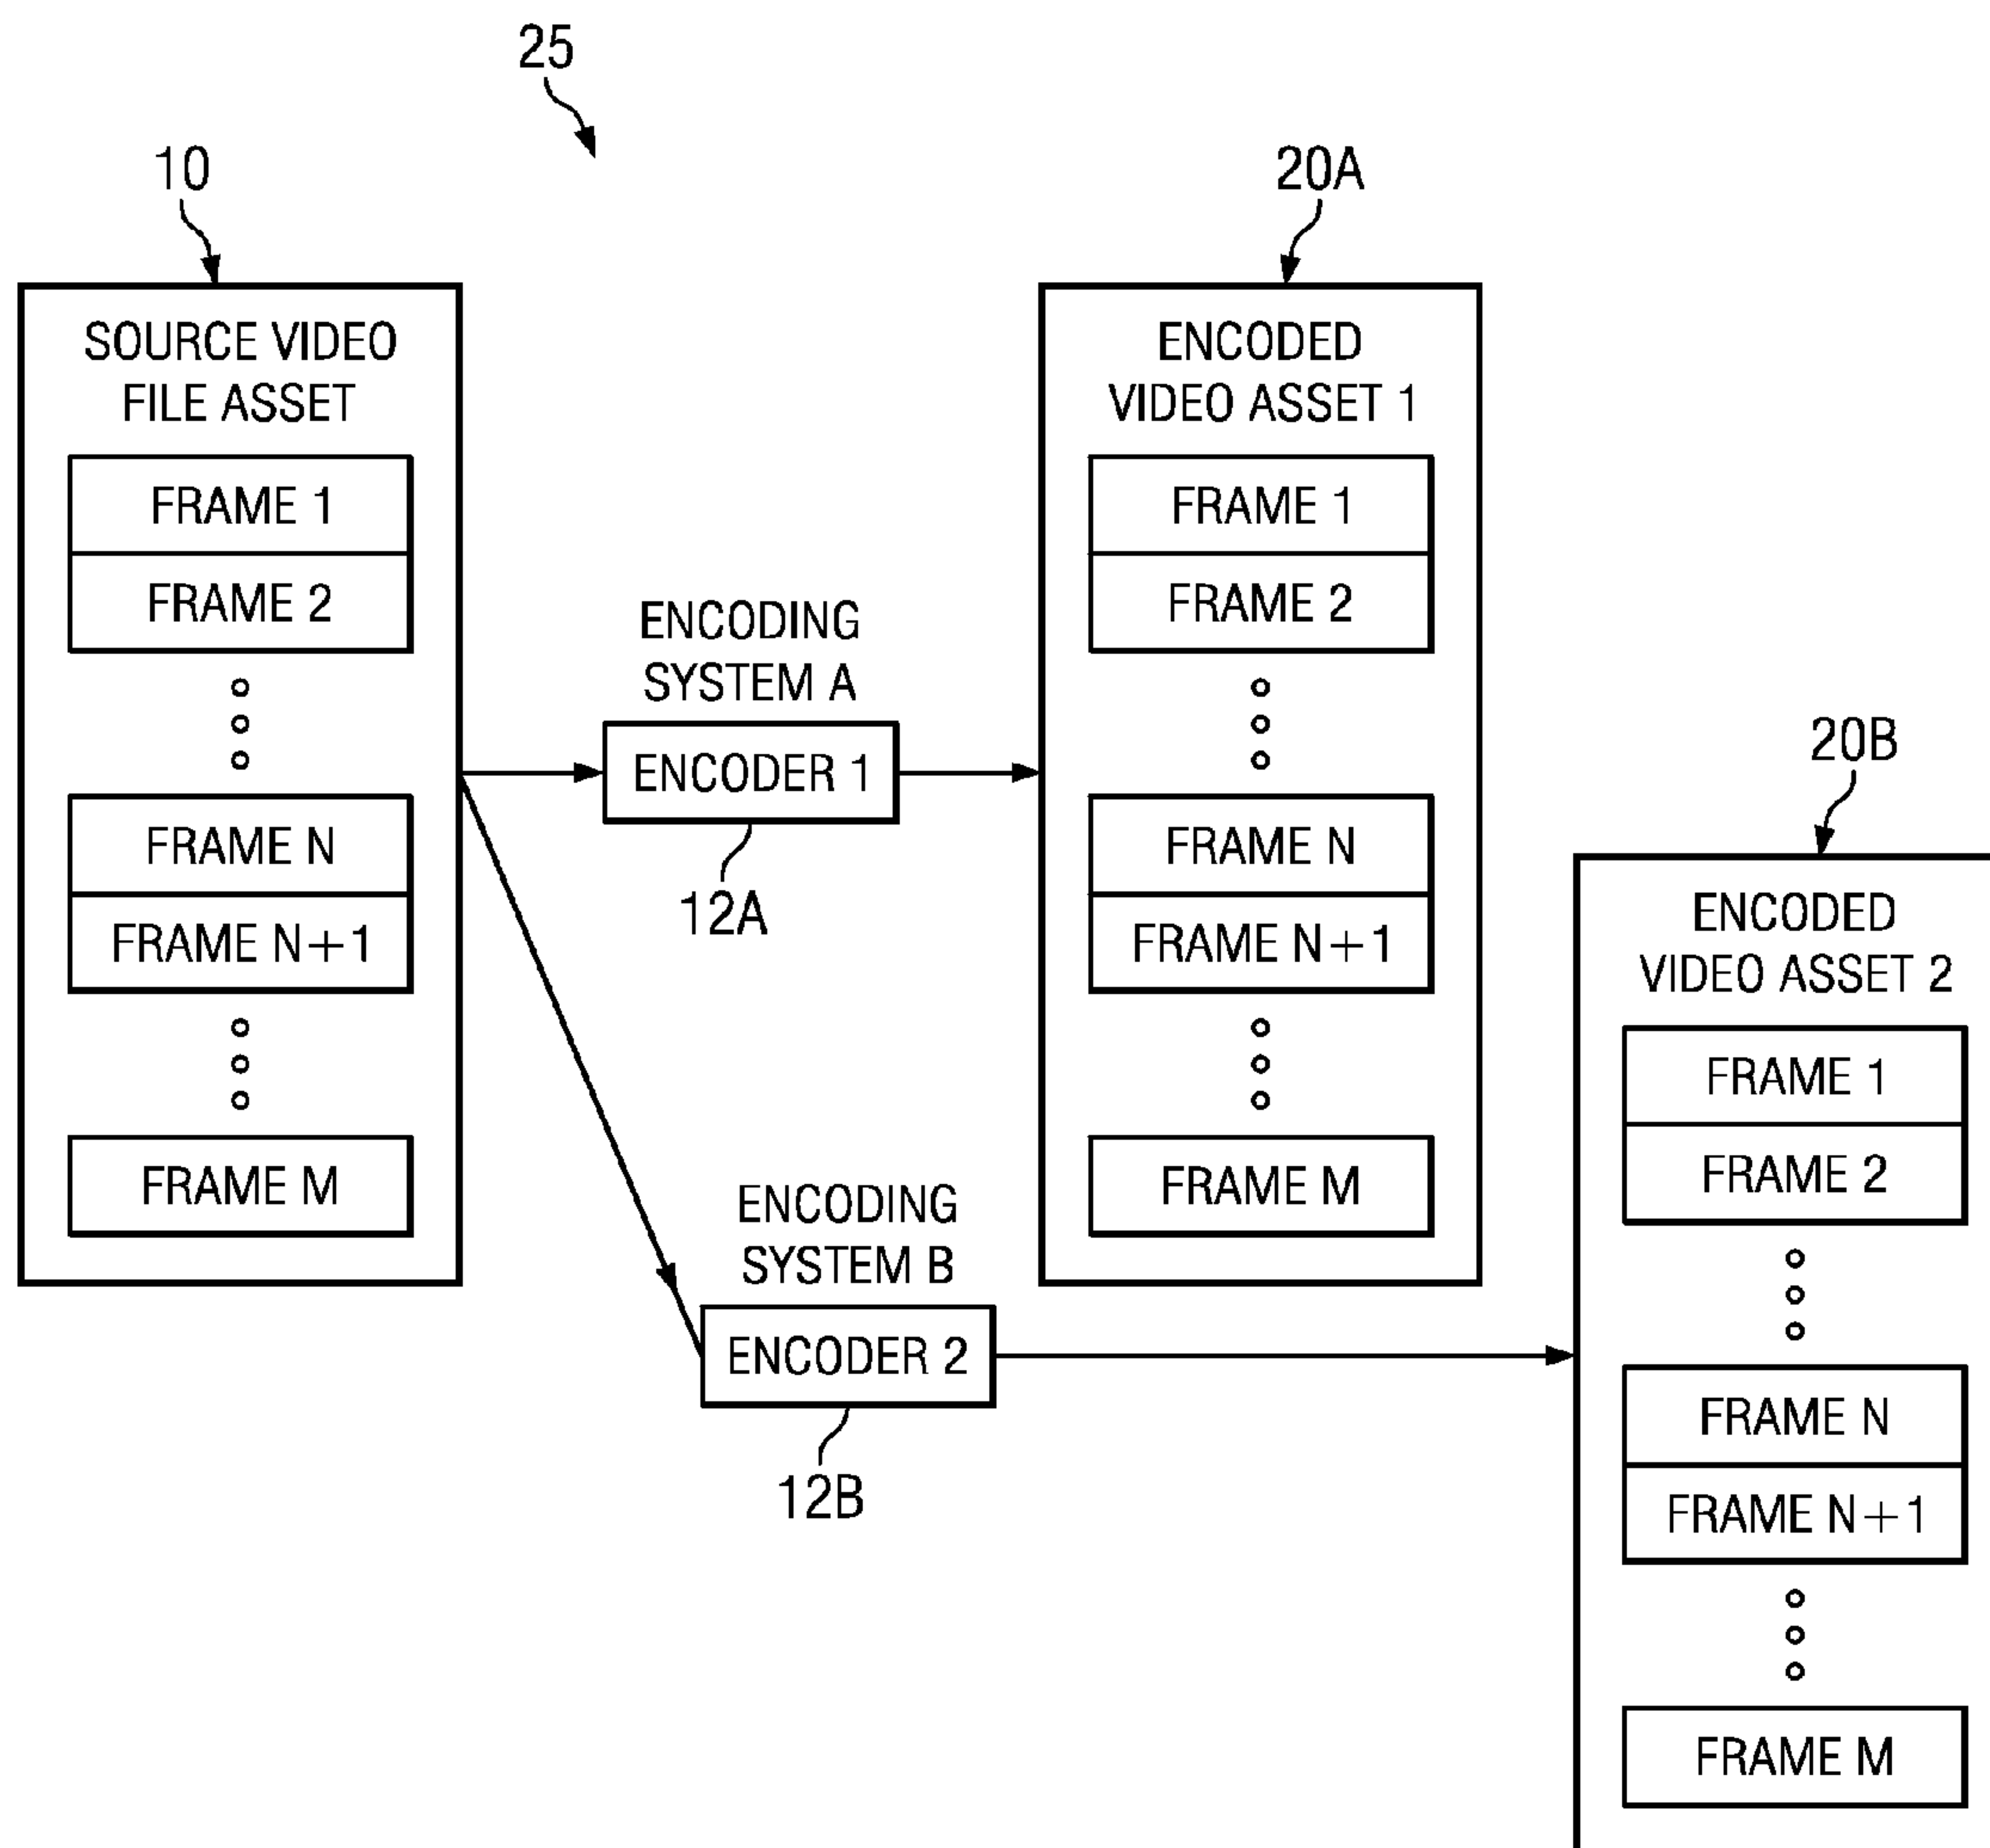 25
10
SOURCE VIDEO
FILE ASSET
FRAME 1
FRAME 2
FRAME N
FRAME N+1
FRAME M
ENCODING
SYSTEM A
ENCODER 1
12A
ENCODING
SYSTEM B
ENCODER 2
12B
20A
ENCODED
VIDEO ASSET 1
FRAME 1
FRAME 2
FRAME N
FRAME N+1
FRAME M
20B
ENCODED
VIDEO ASSET 2
FRAME 1
FRAME 2
FRAME N
FRAME N+1
FRAME M